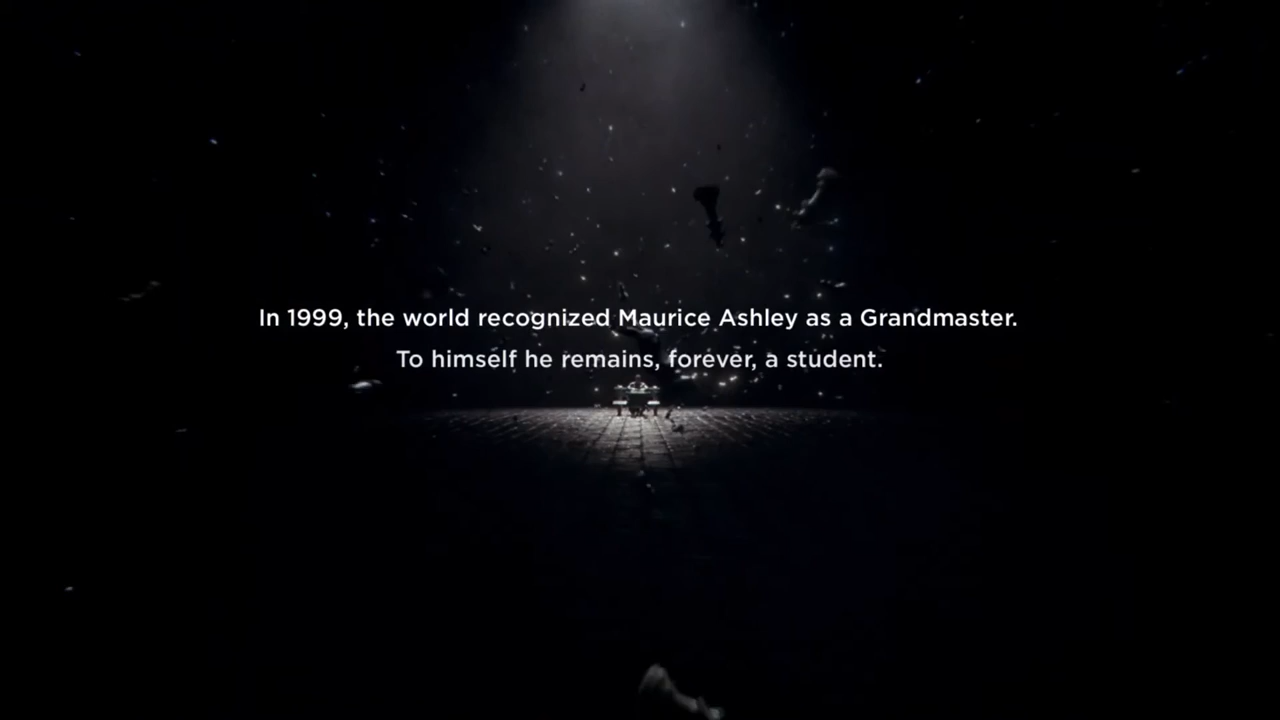 In 1999, the world recognized Maurice Ashley as a Grandmaster.
To himself he remains, forever, a student.